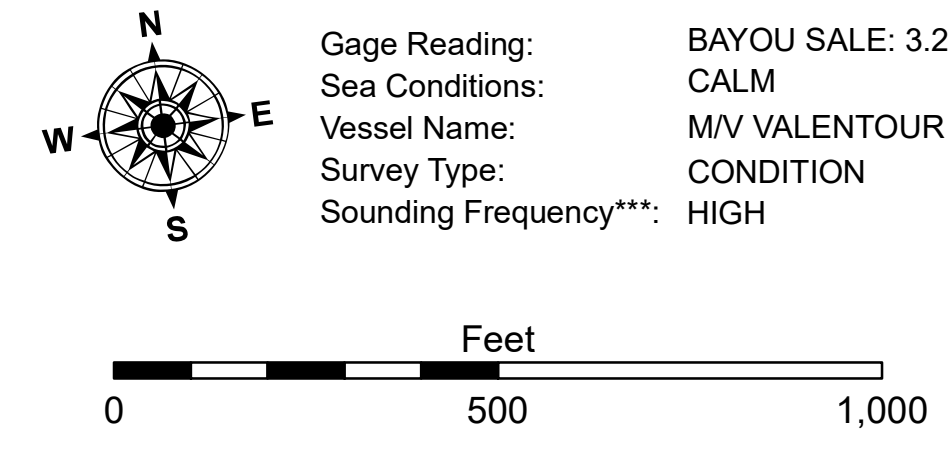 N
W E
S
Gage Reading: BAYOU SALE: 3.2
Sea Conditions: CALM
Vessel Name: M/V VALENTOUR
Survey Type: CONDITION
Sounding Frequency***: HIGH
Feet
0 500 1,000